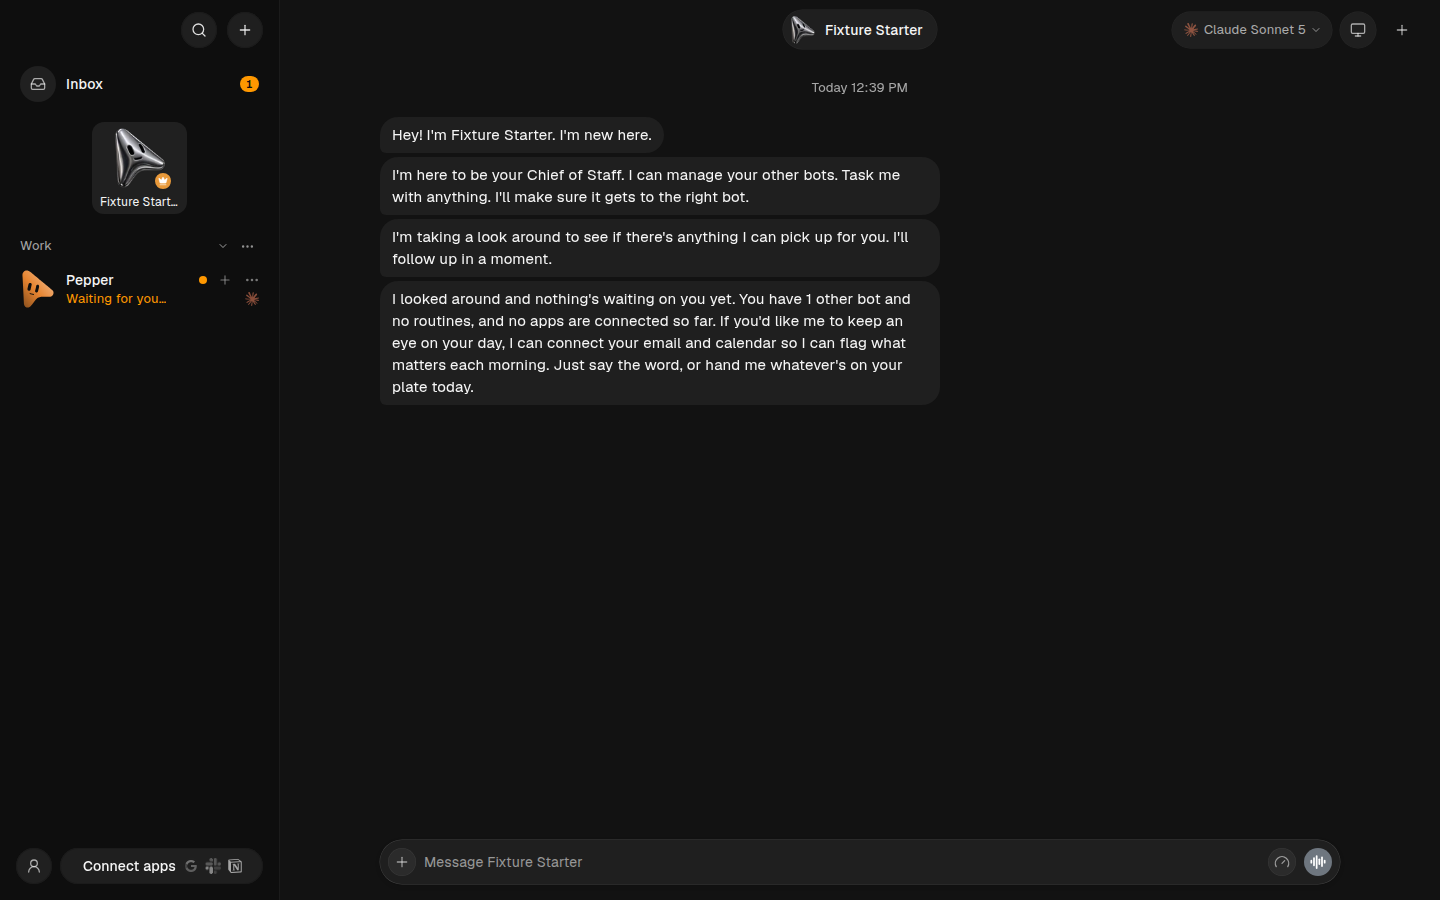 Fixture Starter
Claude Sonnet 5
Inbox
1
Fixture Start...
Work
Pepper
Waiting for you...
Today 12:39 PM
Hey! I'm Fixture Starter. I'm new here.
I'm here to be your Chief of Staff. I can manage your other bots. Task me
with anything. I'll make sure it gets to the right bot.
I'm taking a look around to see if there's anything I can pick up for you. I'll
follow up in a moment.
I looked around and nothing's waiting on you yet. You have 1 other bot and
no routines, and no apps are connected so far. If you'd like me to keep an
eye on your day, I can connect your email and calendar so I can flag what
matters each morning. Just say the word, or hand me whatever's on your
plate today.
Connect apps
Message Fixture Starter